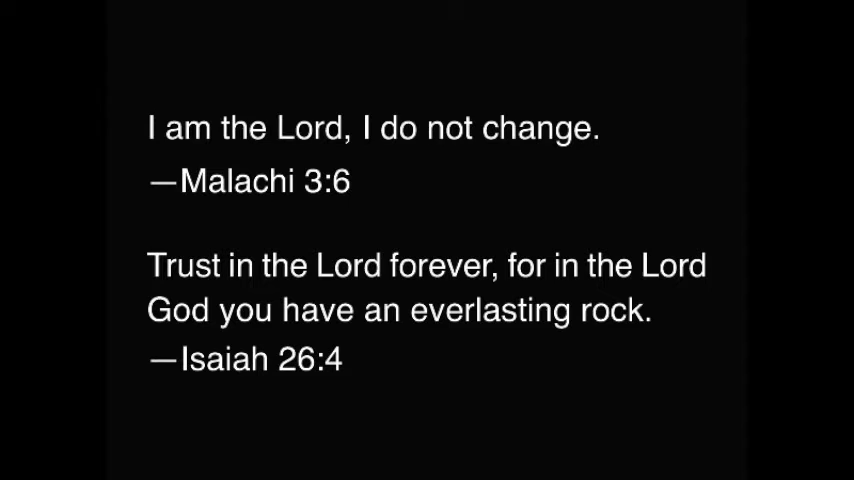 I am the Lord, I do not change.
—Malachi 3:6
Trust in the Lord forever, for in the Lord
God you have an everlasting rock.
—Isaiah 26:4